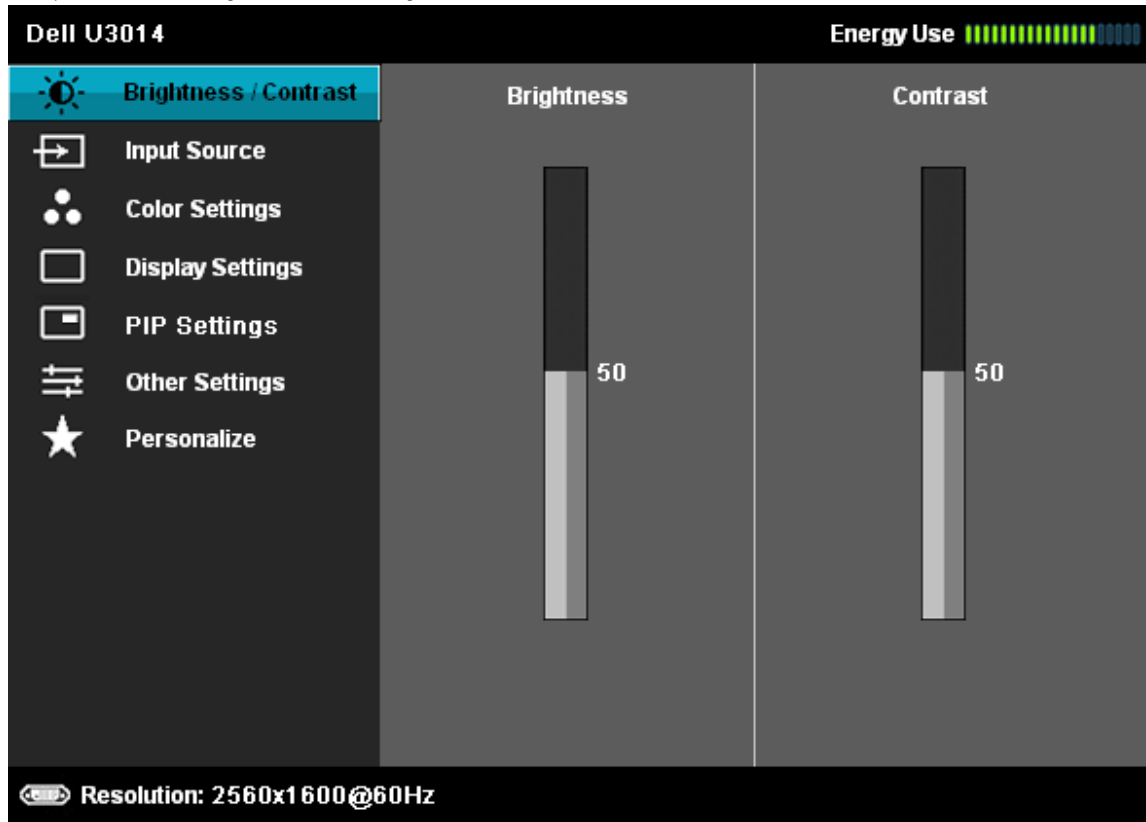 Dell U3014
Energy Use
Brightness / Contrast
Input Source
Color Settings
Display Settings
PIP Settings
Other Settings
Personalize
Brightness
50
Contrast
50
Resolution: 2560x1600@60Hz